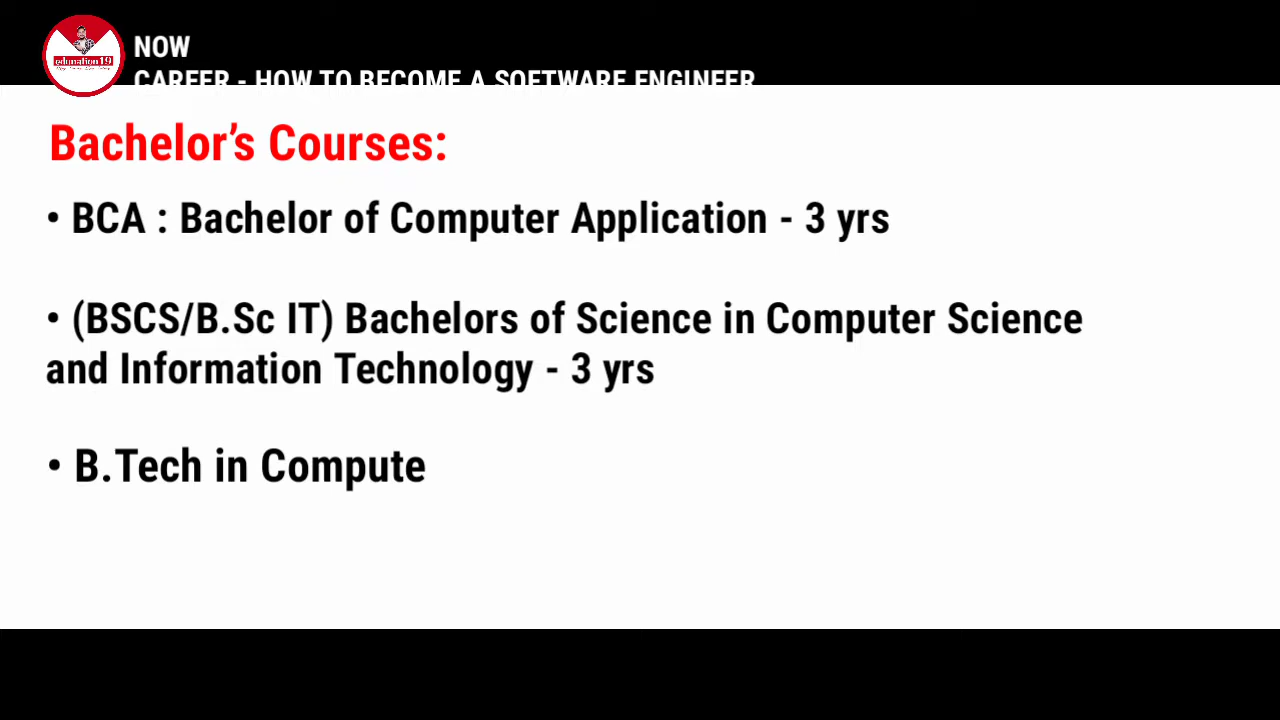 edunation19
NOW
CAREER - HOW TO BECOME A SOFTWARE ENGINEER
Bachelor’s Courses:
• BCA : Bachelor of Computer Application - 3 yrs
• (BSCS/B.Sc IT) Bachelors of Science in Computer Science
and Information Technology - 3 yrs
• B.Tech in Compute